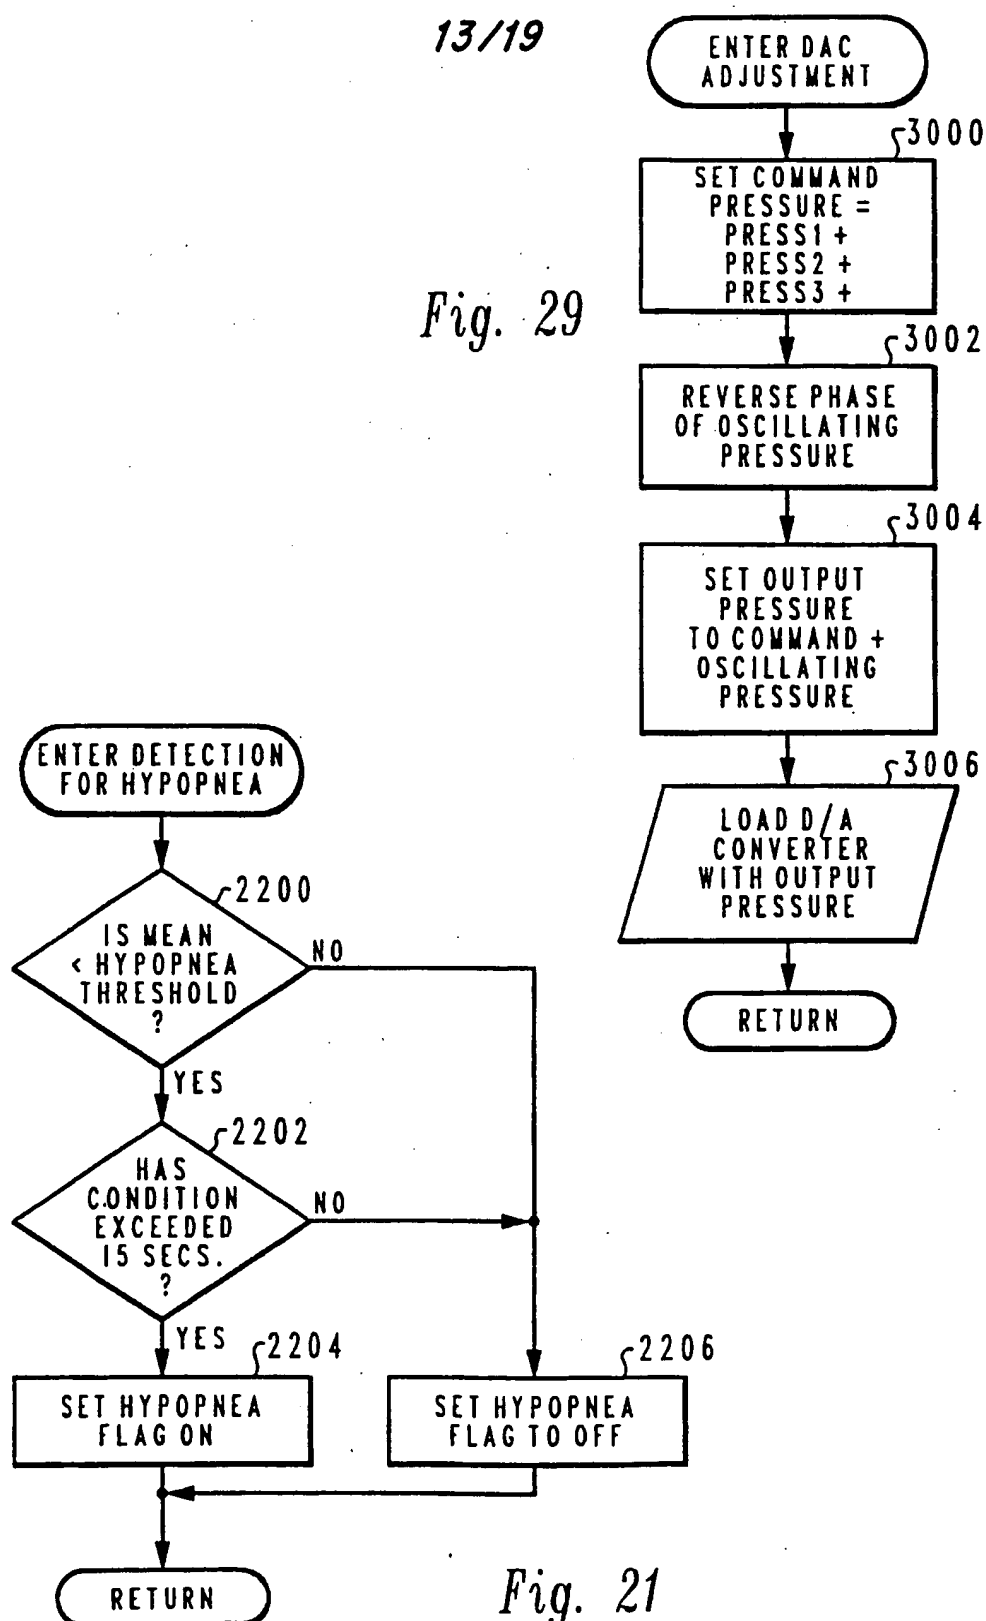 13/19
ENTER DAC
ADJUSTMENT
3000
SET COMMAND
PRESSURE =
PRESS1 +
PRESS2 +
PRESS3 +
Fig. 29
3002
REVERSE PHASE
OF OSCILLATING
PRESSURE
3004
SET OUTPUT
PRESSURE
TO COMMAND +
OSCILLATING
PRESSURE
3006
LOAD D/A
CONVERTER
WITH OUTPUT
PRESSURE
RETURN
ENTER DETECTION
FOR HYPOPNEA
2200
IS MEAN
< HYPOPNEA
THRESHOLD
?
NO
YES
2202
HAS
CONDITION
EXCEEDED
15 SECS.
?
NO
YES
2204
SET HYPOPNEA
FLAG ON
2206
SET HYPOPNEA
FLAG TO OFF
RETURN
Fig. 21